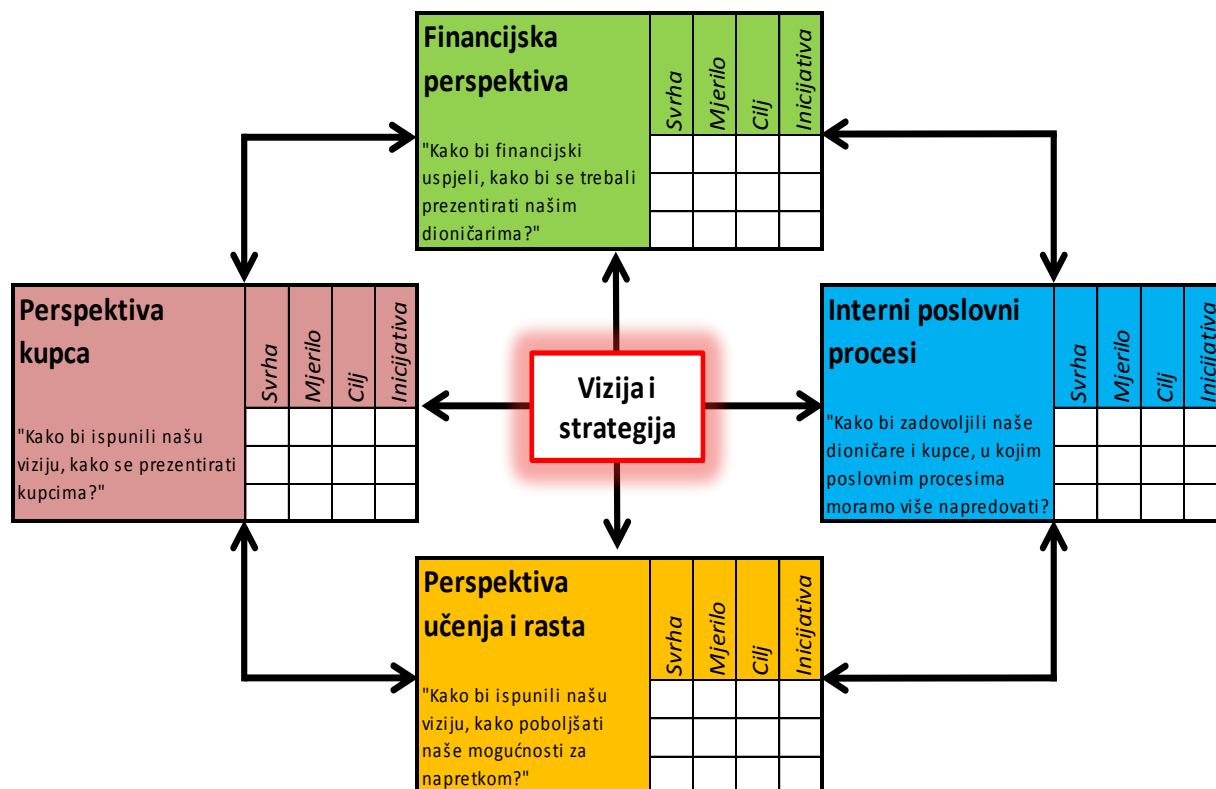 Financijska
perspektiva
Svrha
Mjerilo
Cilj
Inicijativa
"Kako bi financijski
uspjeli, kako bi se trebali
prezentirati našim
dioničarima?"
Perspektiva
kupca
Svrha
Mjerilo
Cilj
Inicijativa
"Kako bi ispunili našu
viziju, kako se prezentirati
kupcima?"
Vizija i
strategija
Interni poslovni
procesi
Svrha
Mjerilo
Cilj
Inicijativa
"Kako bi zadovoljili naše
dioničare i kupce, u kojim
poslovnim procesima
moramo više napredovati?
Perspektiva
učenja i rasta
Svrha
Mjerilo
Cilj
Inicijativa
"Kako bi ispunili našu
viziju, kako poboljšati
naše mogućnosti za
napretkom?"